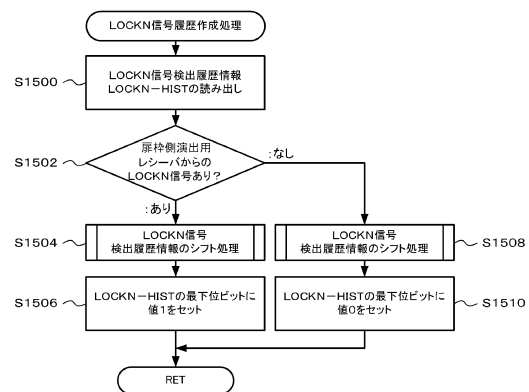 LOCKN信号履歴作成処理
S1500
LOCKN信号検出履歴情報
LOCKN－HISTの読み出し
S1502
扉枠側演出用
レシーバからの
LOCKN信号あり？
：なし
：あり
S1504
LOCKN信号
検出履歴情報のシフト処理
LOCKN信号
検出履歴情報のシフト処理
S1508
S1506
LOCKN－HISTの最下位ビットに
値1をセット
LOCKN－HISTの最下位ビットに
値0をセット
S1510
RET